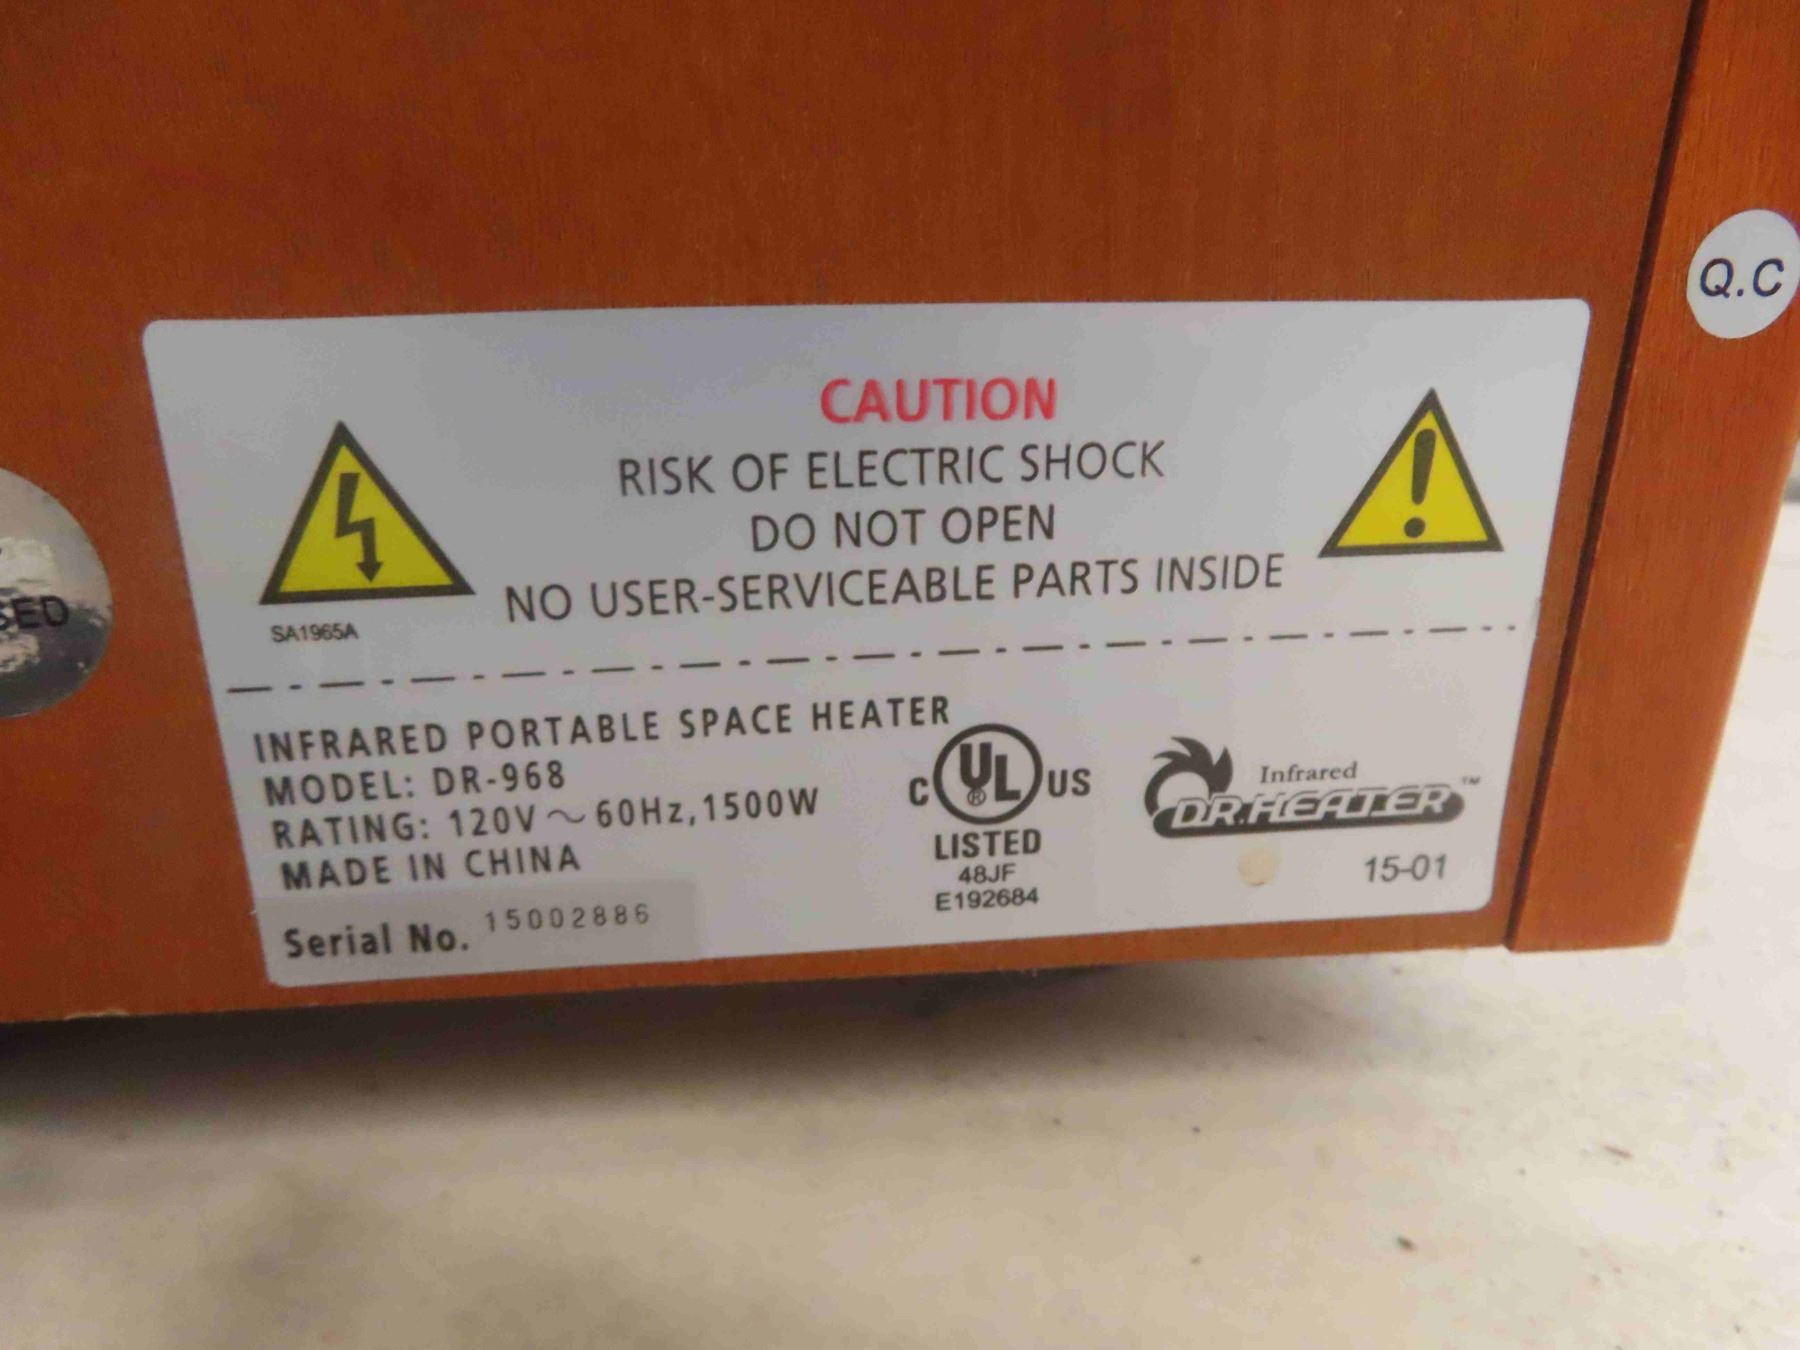 Q.C
CAUTION
RISK OF ELECTRIC SHOCK
DO NOT OPEN
NO USER-SERVICEABLE PARTS INSIDE
SA1965A
SED
INFRARED PORTABLE SPACE HEATER
MODEL: DR-968
RATING: 120V ~ 60Hz, 1500W
MADE IN CHINA
Serial No. 15002886
C UL ® US
LISTED
48JF
E192684
Infrared
DR.HEATER™
15-01